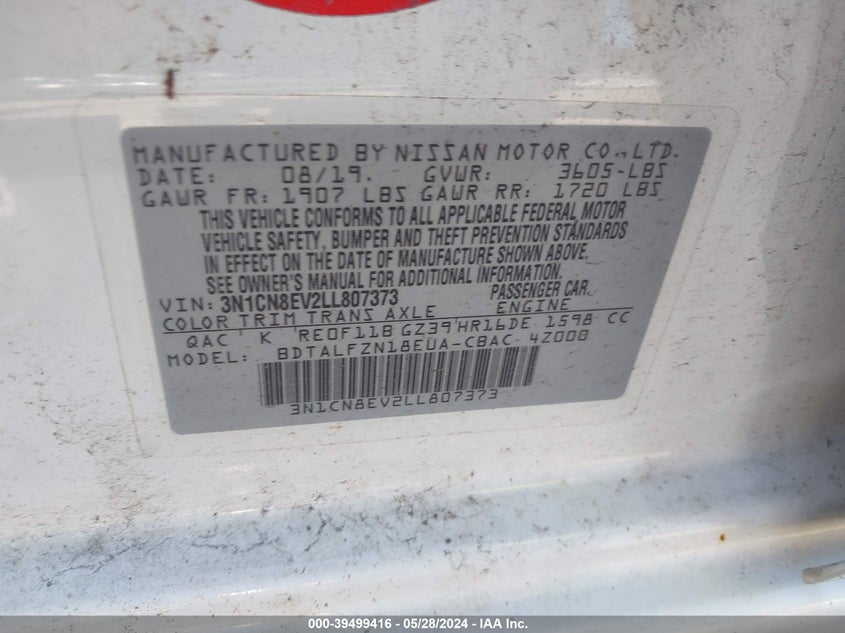 MANUFACTURED BY NISSAN MOTOR CO., LTD.
DATE: 08/19. GVWR: 3605-LBS
GAWR FR: 1907 LBS GAWR RR: 1720 LBS
THIS VEHICLE CONFORMS TO ALL APPLICABLE FEDERAL MOTOR
VEHICLE SAFETY, BUMPER AND THEFT PREVENTION STANDARDS
IN EFFECT ON THE DATE OF MANUFACTURE SHOWN ABOVE.
SEE OWNER'S MANUAL FOR ADDITIONAL INFORMATION.
VIN: 3N1CN8EV2LL807373 PASSENGER CAR
COLOR TRIM TRANS AXLE ENGINE
QAC K RE0F11B GZ39 HR16DE 1598 CC
MODEL: BDTALFZN18EUA-CBAC- 4Z000
3N1CN8EV2LL807373
000-39499416 - 05/28/2024 - IAA Inc.